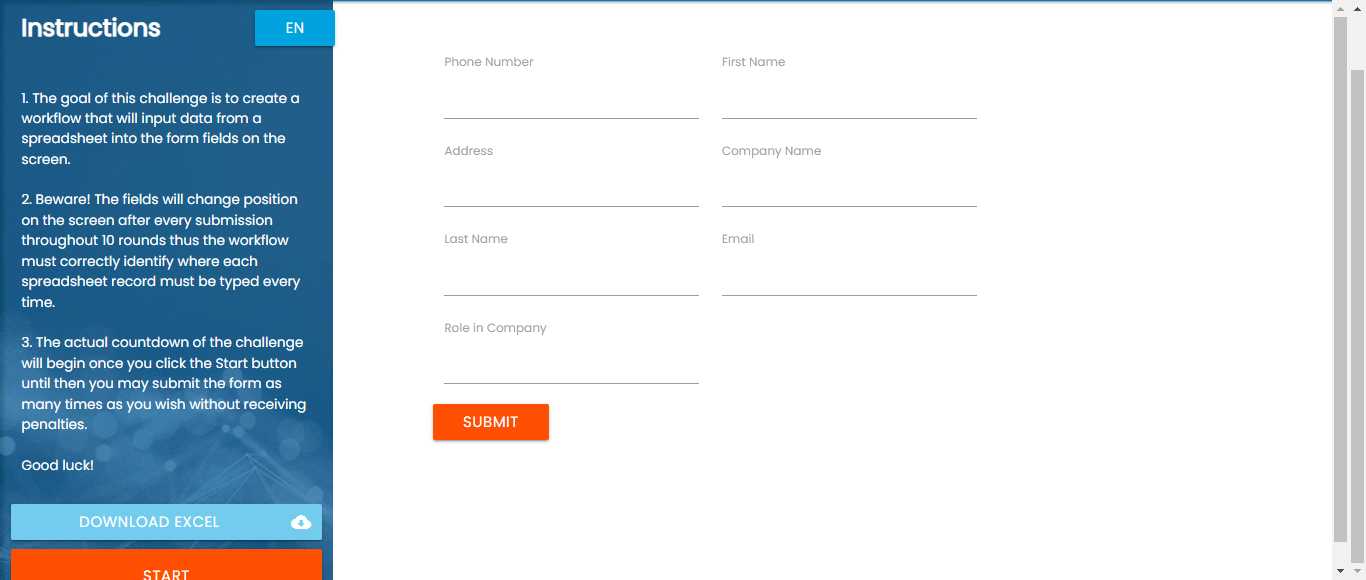 Instructions
EN
1. The goal of this challenge is to create a
workflow that will input data from a
spreadsheet into the form fields on the
screen.
2. Beware! The fields will change position
on the screen after every submission
throughout 10 rounds thus the workflow
must correctly identify where each
spreadsheet record must be typed every
time.
3. The actual countdown of the challenge
will begin once you click the Start button
until then you may submit the form as
many times as you wish without receiving
penalties.
Good luck!
DOWNLOAD EXCEL
START
Phone Number
First Name
Address
Company Name
Last Name
Email
Role in Company
SUBMIT